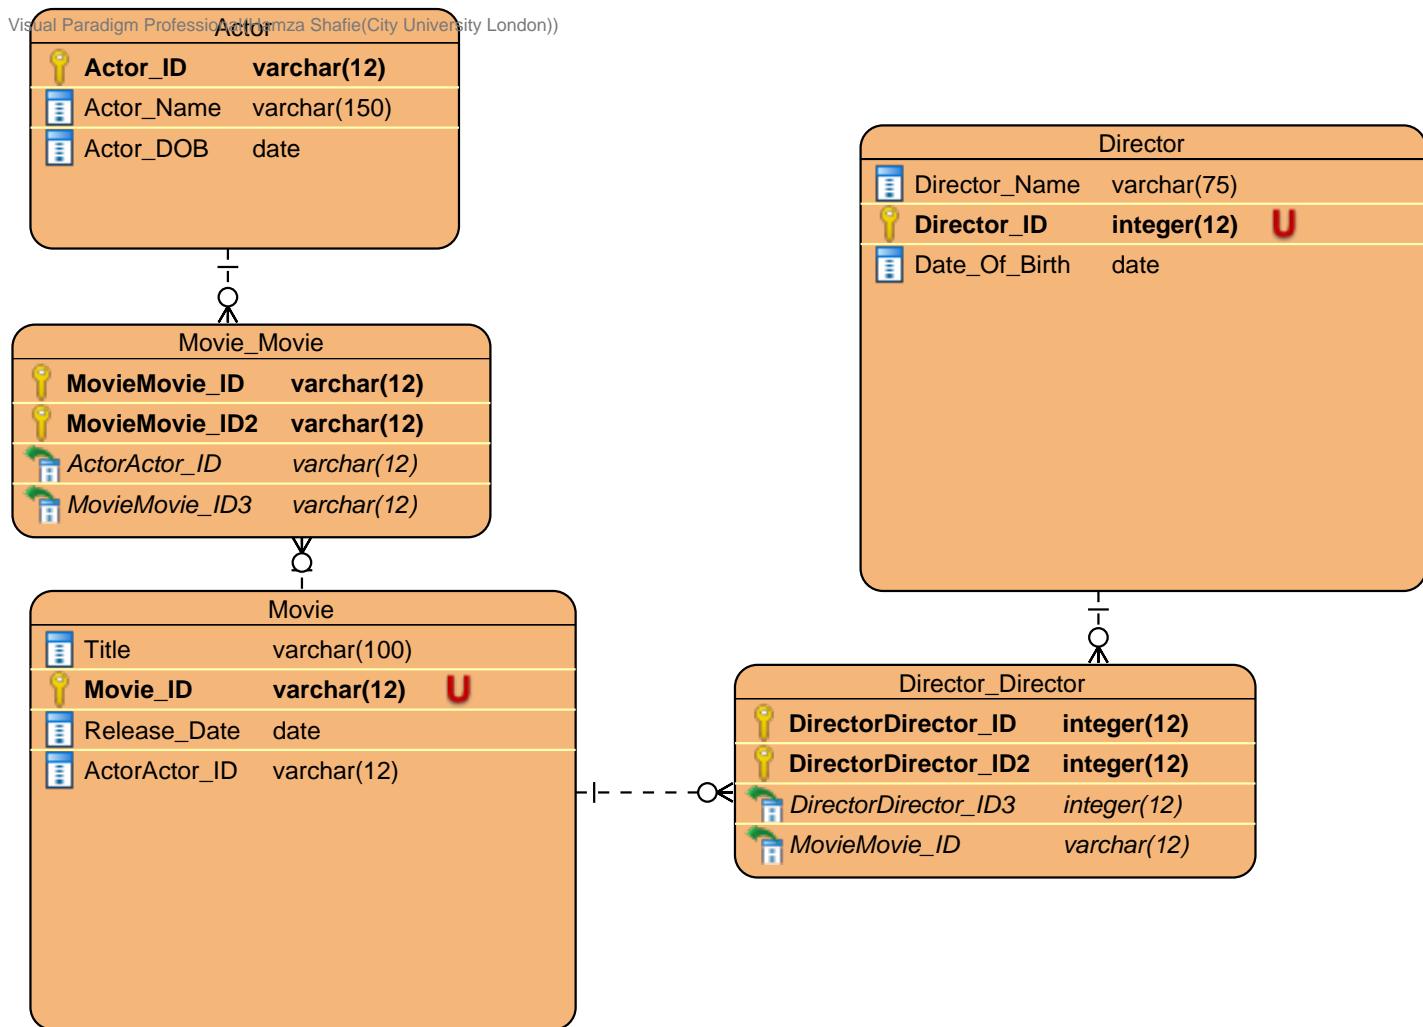 Visual Paradigm Professional(Hamza Shafie(City University London))
Actor
Actor_ID varchar(12)
Actor_Name varchar(150)
Actor_DOB date
Director
Director_Name varchar(75)
Director_ID integer(12) U
Date_Of_Birth date
Movie_Movie
MovieMovie_ID varchar(12)
MovieMovie_ID2 varchar(12)
ActorActor_ID varchar(12)
MovieMovie_ID3 varchar(12)
Movie
Title varchar(100)
Movie_ID varchar(12) U
Release_Date date
ActorActor_ID varchar(12)
Director_Director
DirectorDirector_ID integer(12)
DirectorDirector_ID2 integer(12)
DirectorDirector_ID3 integer(12)
MovieMovie_ID varchar(12)